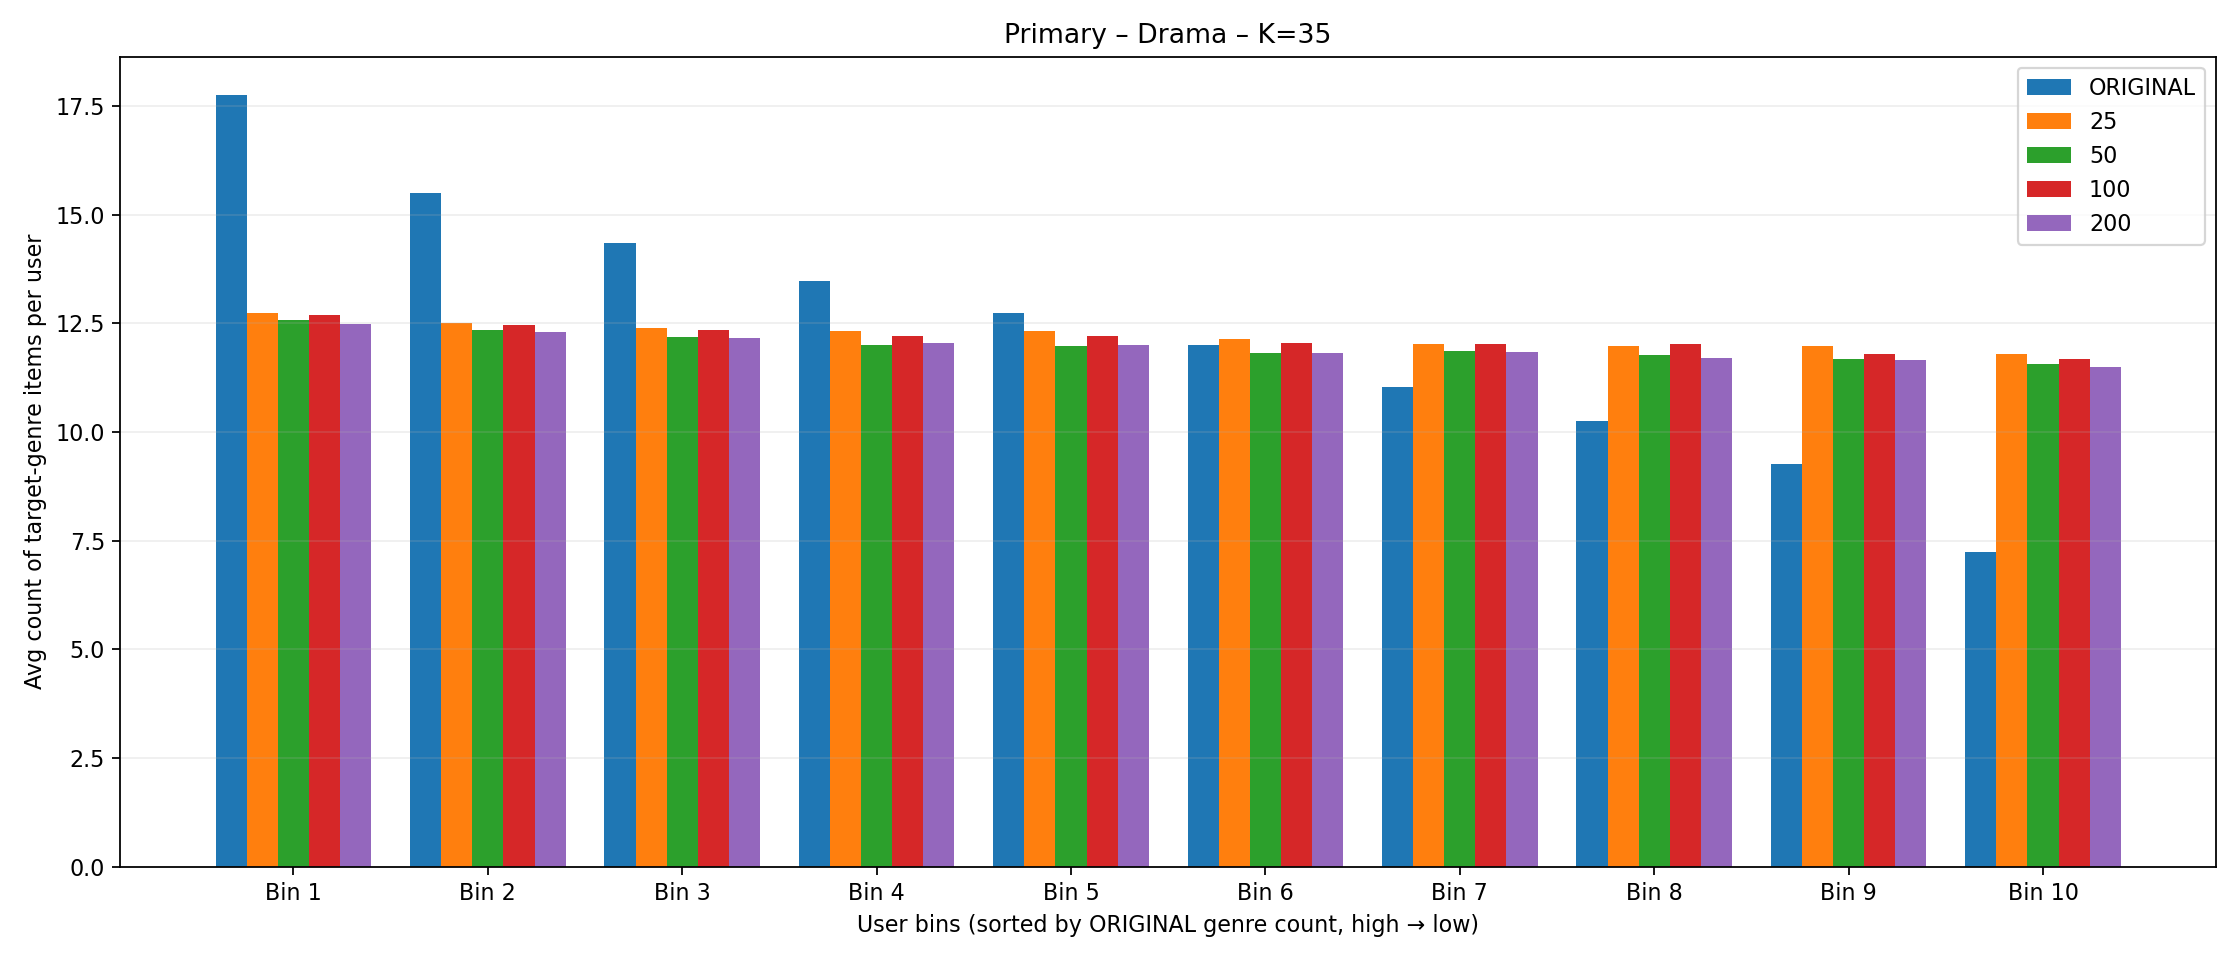 Primary – Drama – K=35
Avg count of target-genre items per user
17.5
15.0
12.5
10.0
7.5
5.0
2.5
0.0
ORIGINAL
25
50
100
200
Bin 1 Bin 2 Bin 3 Bin 4 Bin 5 Bin 6 Bin 7 Bin 8 Bin 9 Bin 10
User bins (sorted by ORIGINAL genre count, high → low)